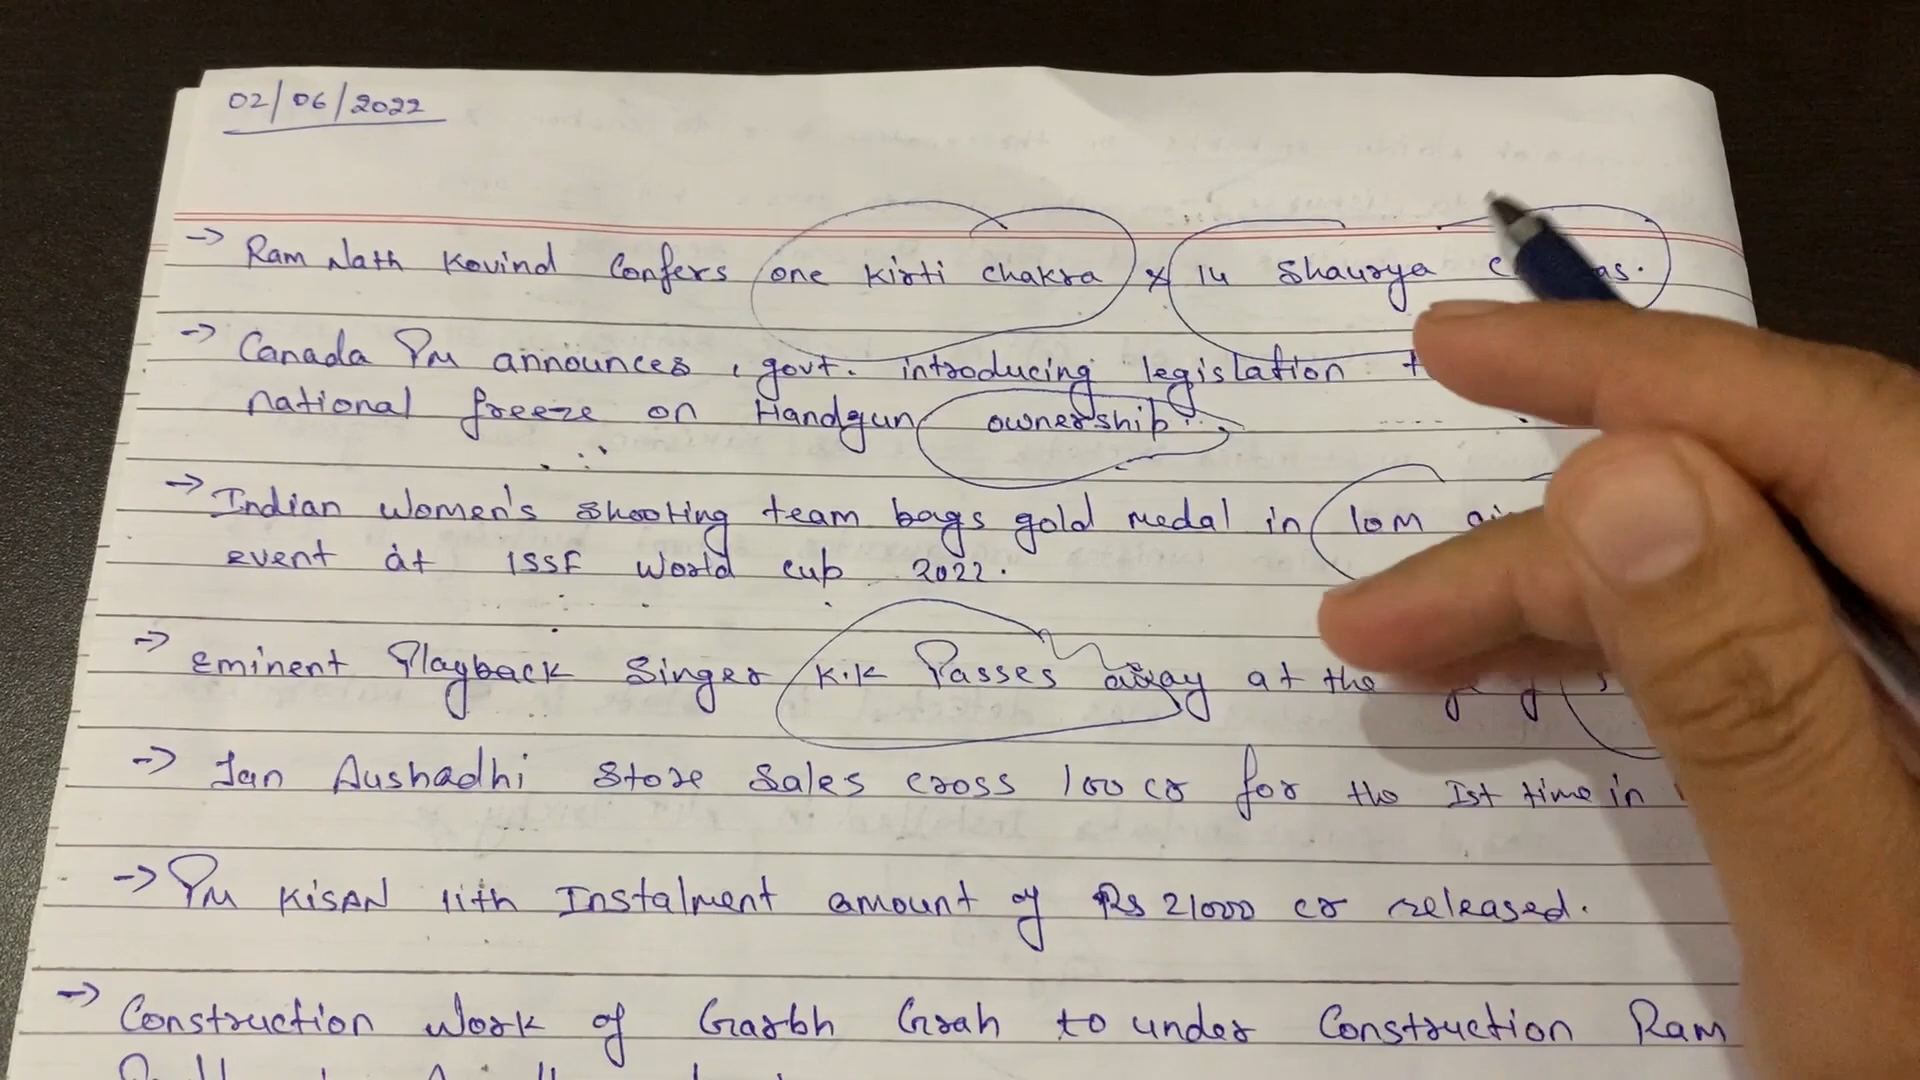 02/06/2022
→ Ram Nath Kovind Confers one Kirti chakra & 14 Shaurya
→ Canada PM announces, govt. introducing legislation
national freeze on Handgun ownership.
→ Indian women's shooting team bags gold medal in 10M
event at ISSF World cup 2022.
→ Eminent Playback Singer K.K Passes away at the
→ Jan Aushadhi Store Sales cross 100 cr for the Ist time in
→ PM KISAN 11th Instalment amount of Rs 21000 cr released.
→ Construction work of Garbh Grah to under Construction Ram